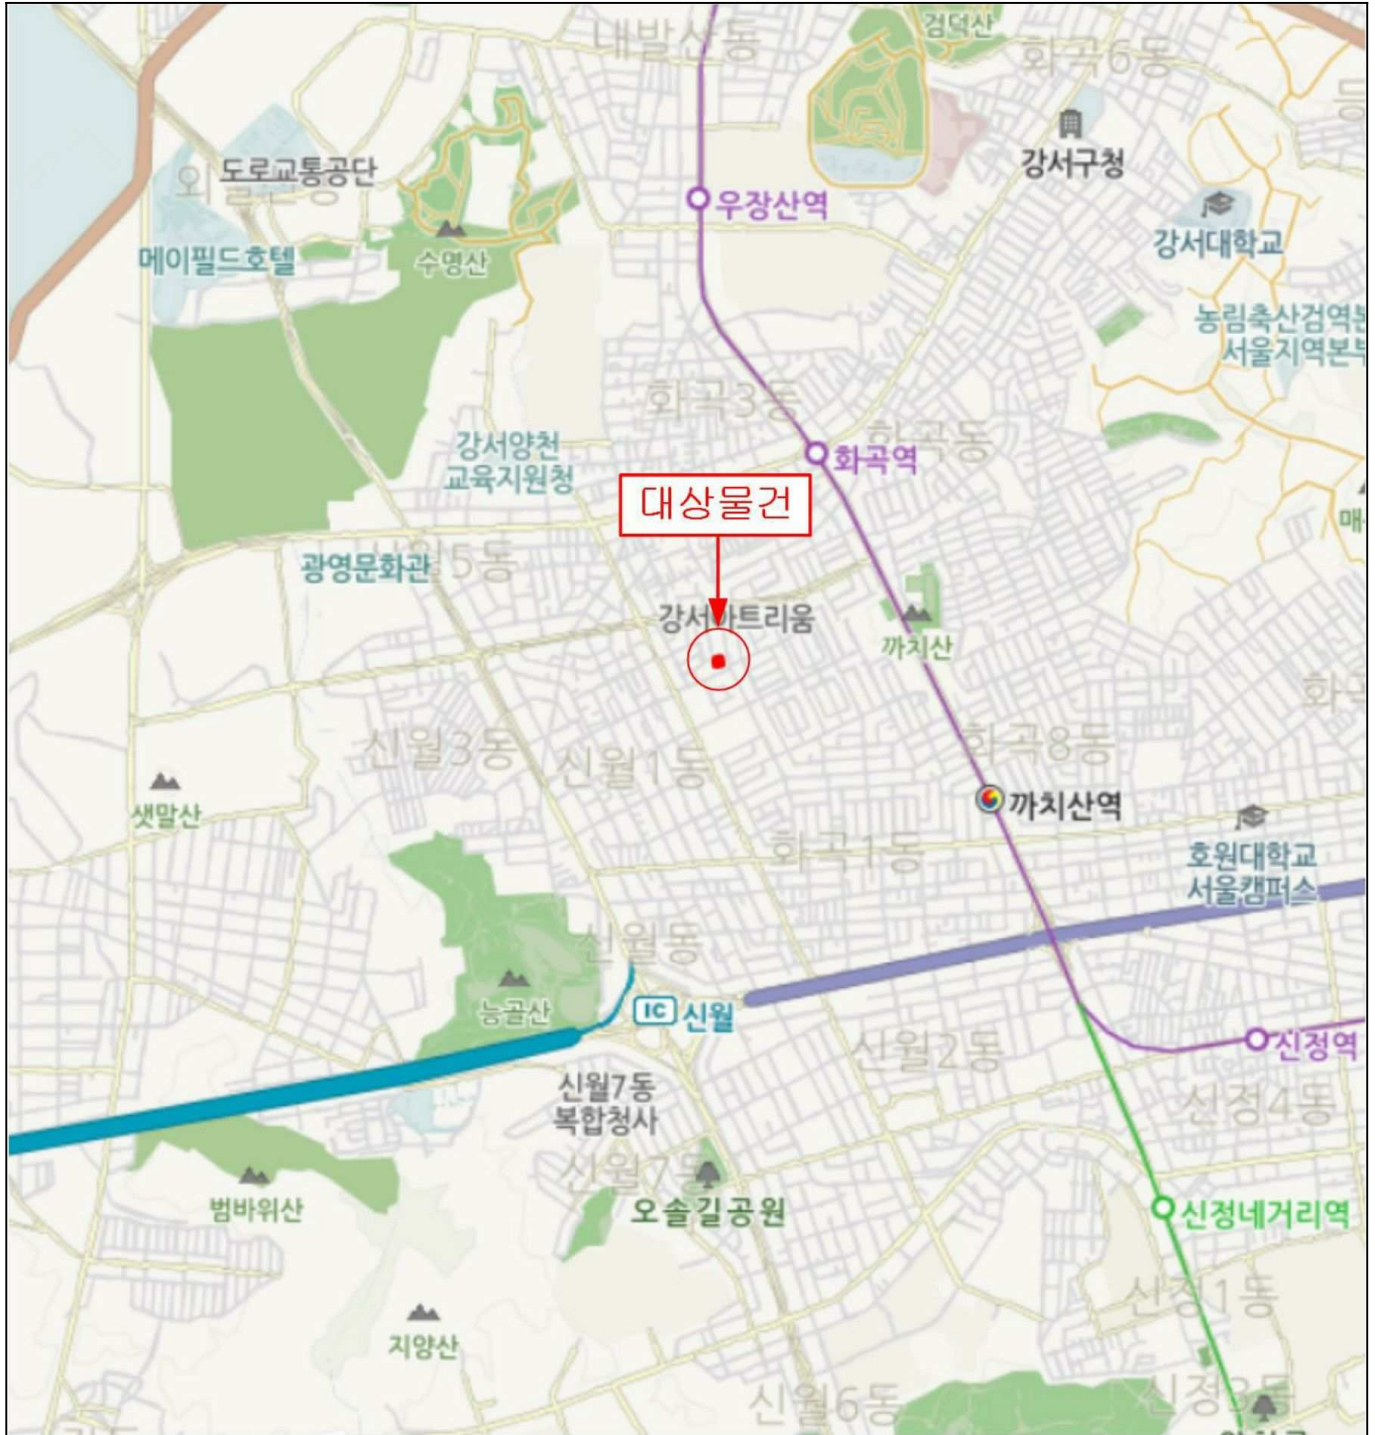 검덕산
내발산동
화곡6동
강서구청
도로교통공단
우장산역
강서대학교
메이필드호텔
수명산
농림축산검역본
서울지역본부
화곡3동
화곡동
강서양천
교육지원청
화곡역
대상물건
광영문화관
강서아트리움
까치산
신월3동
신월1동
화곡8동
샛말산
까치산역
화곡1동
호원대학교
서울캠퍼스
신월동
능골산
IC 신월
신월2동
신정역
신월7동
복합청사
신정4동
범바위산
오솔길공원
신정네거리역
신정1동
지양산
신월6동
신정3동